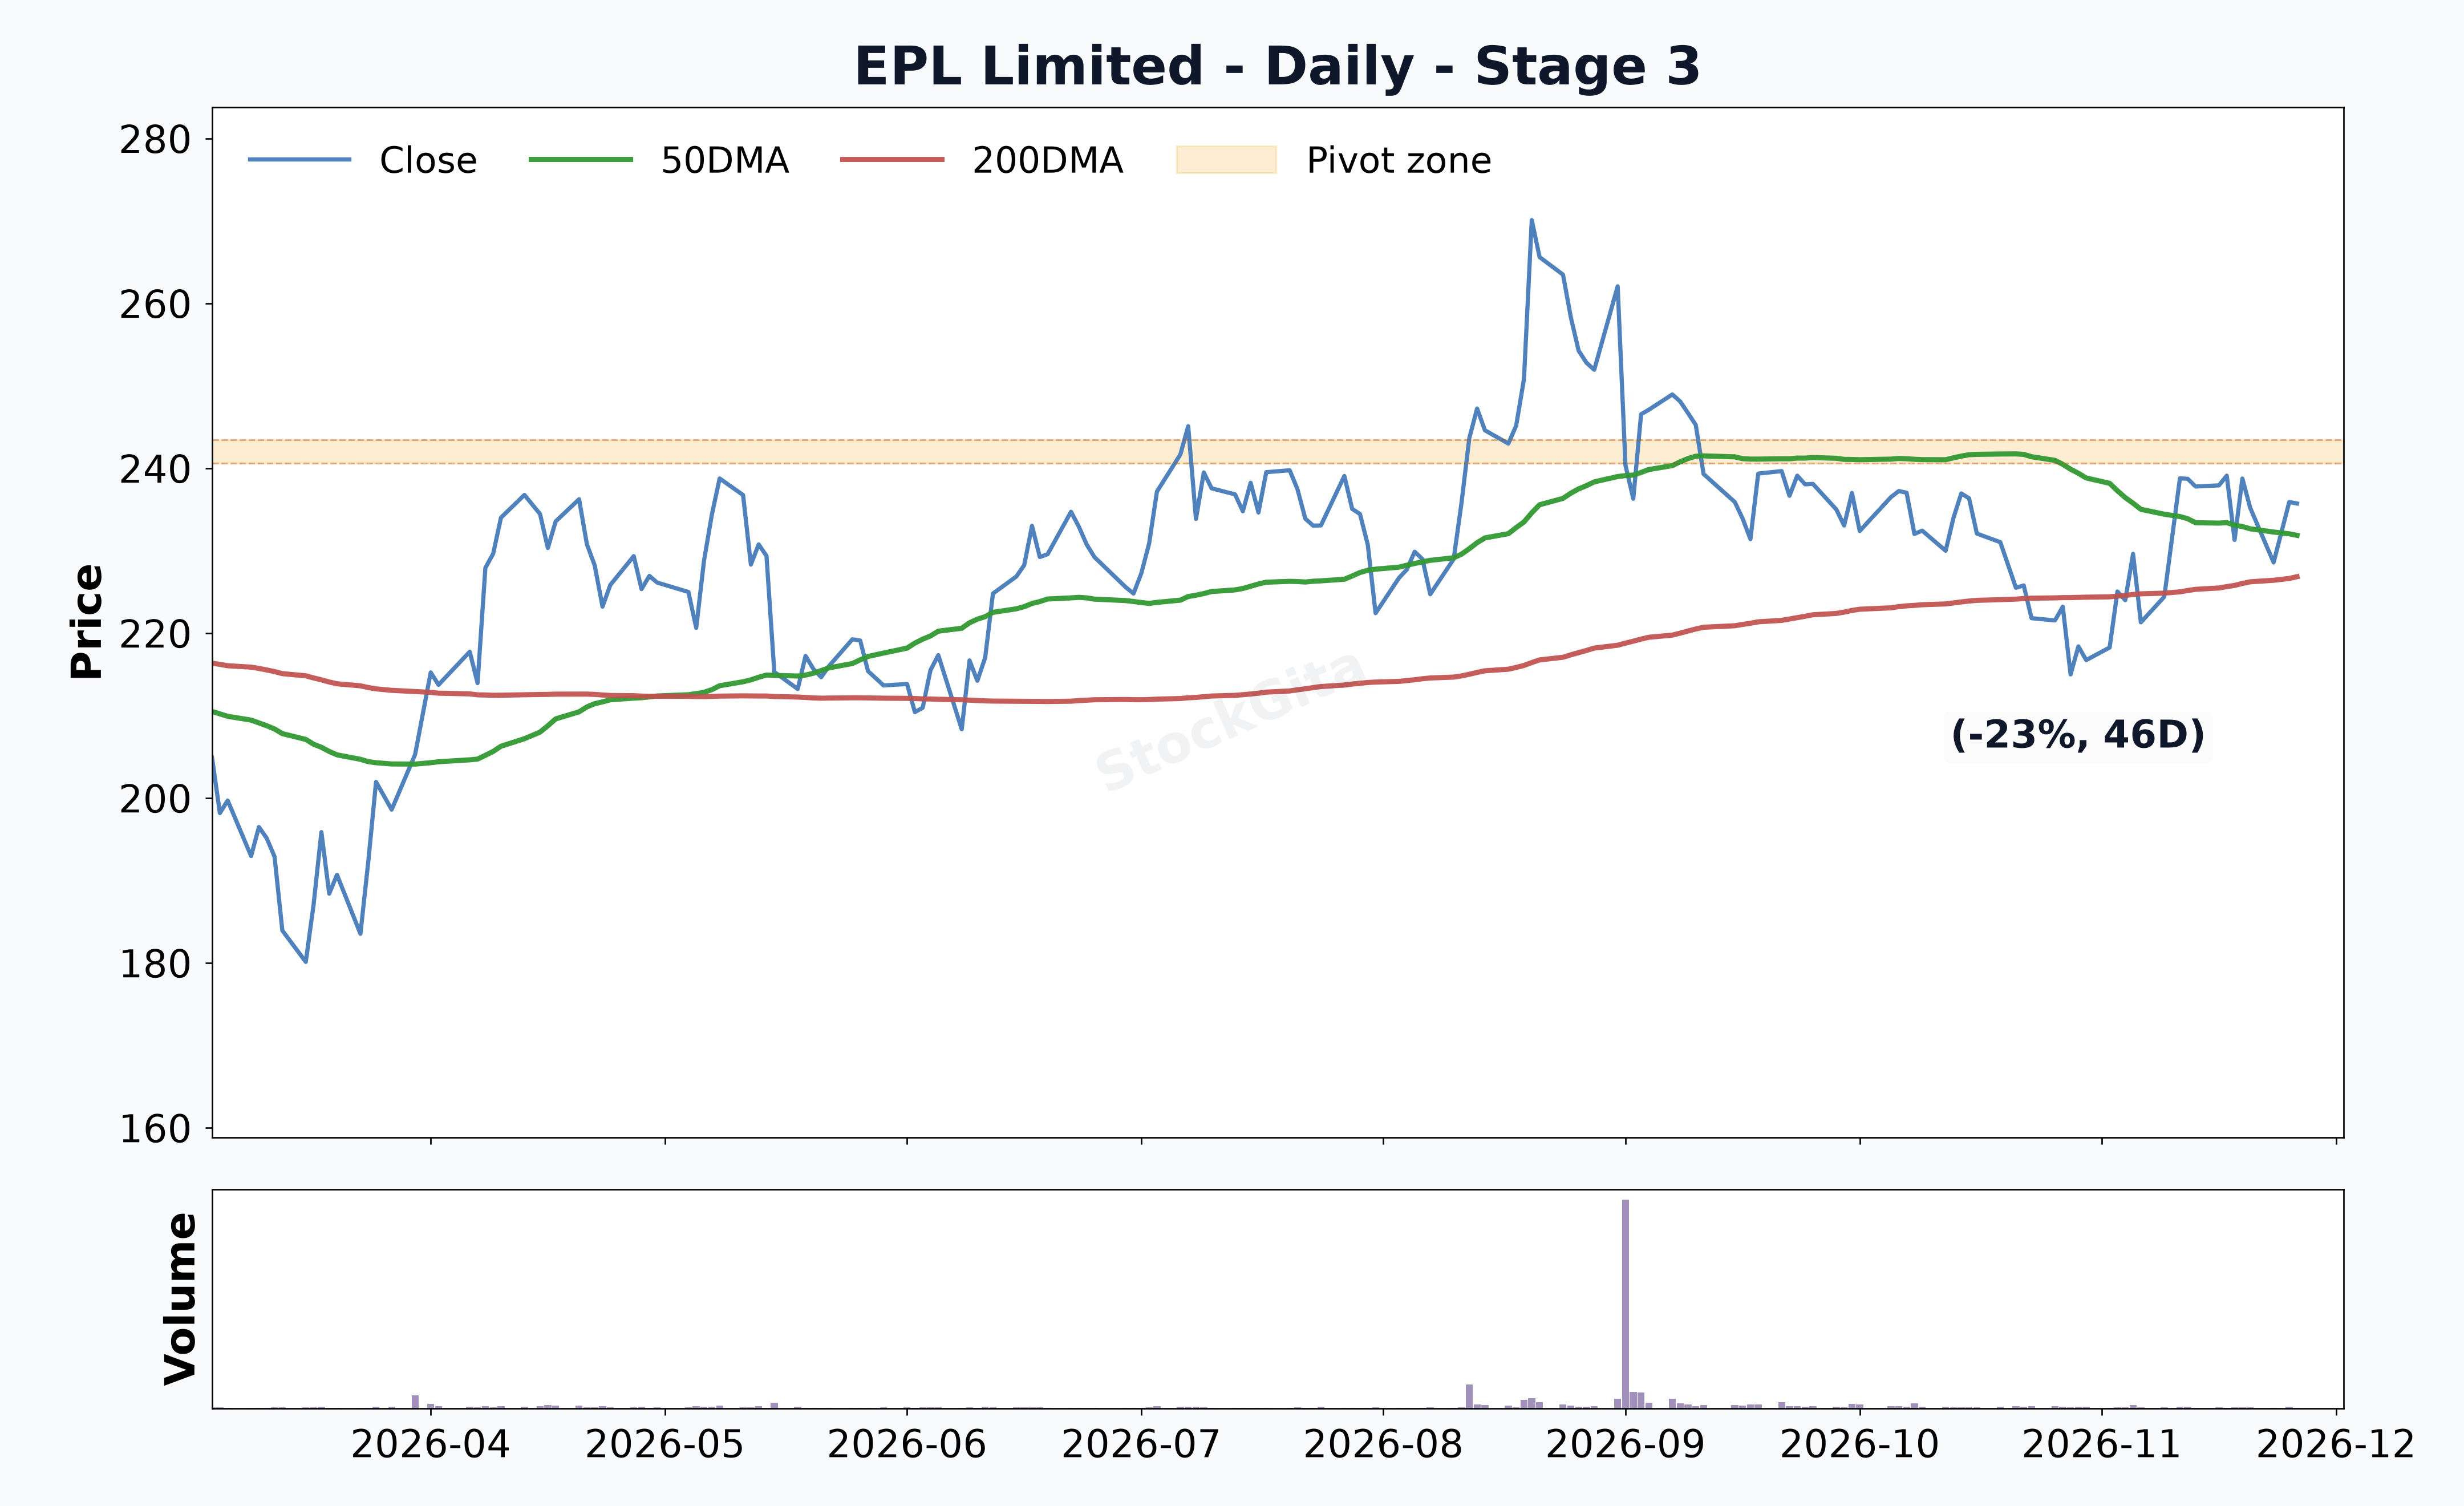 EPL Limited - Daily - Stage 3
Close 50DMA 200DMA Pivot zone
Price
280
260
240
220
200
180
160
StockGita
(-23%, 46D)
Volume
2026-04 2026-05 2026-06 2026-07 2026-08 2026-09 2026-10 2026-11 2026-12